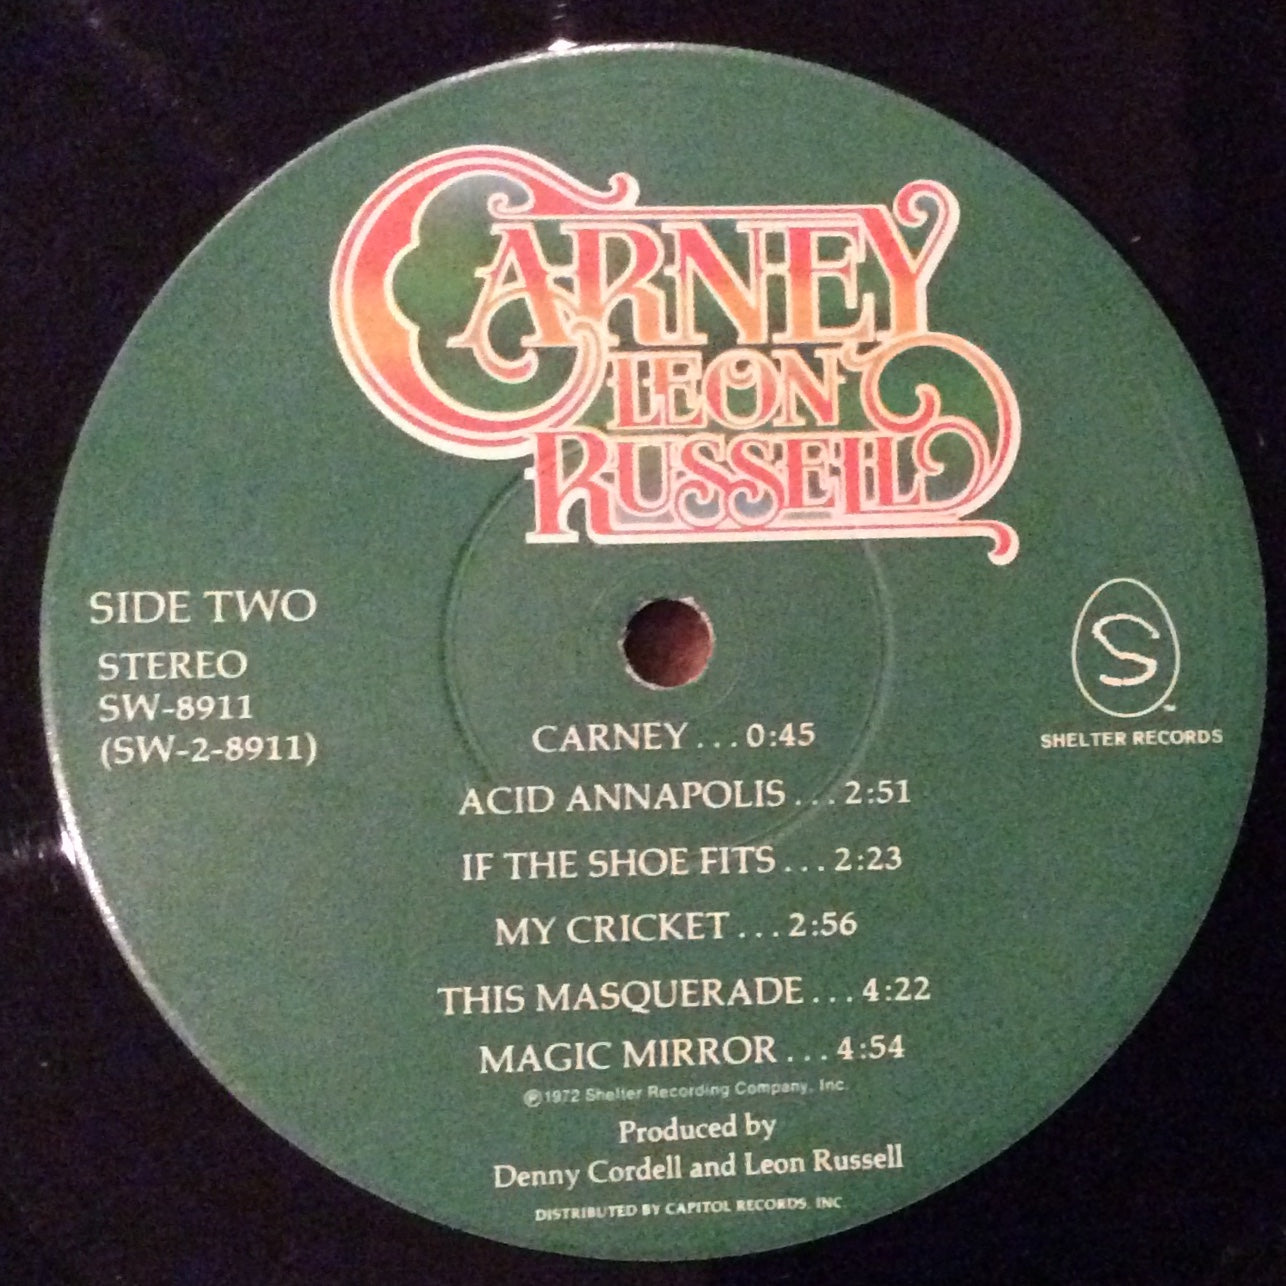 CARNEY
LEON
RUSSELL
SIDE TWO
STEREO
SW-8911
(SW-2-8911)
S
™
SHELTER RECORDS
CARNEY . . . 0:45
ACID ANNAPOLIS . . . 2:51
IF THE SHOE FITS . . . 2:23
MY CRICKET . . . 2:56
THIS MASQUERADE . . . 4:22
MAGIC MIRROR . . . 4:54
℗1972 Shelter Recording Company, Inc.
Produced by
Denny Cordell and Leon Russell
DISTRIBUTED BY CAPITOL RECORDS, INC